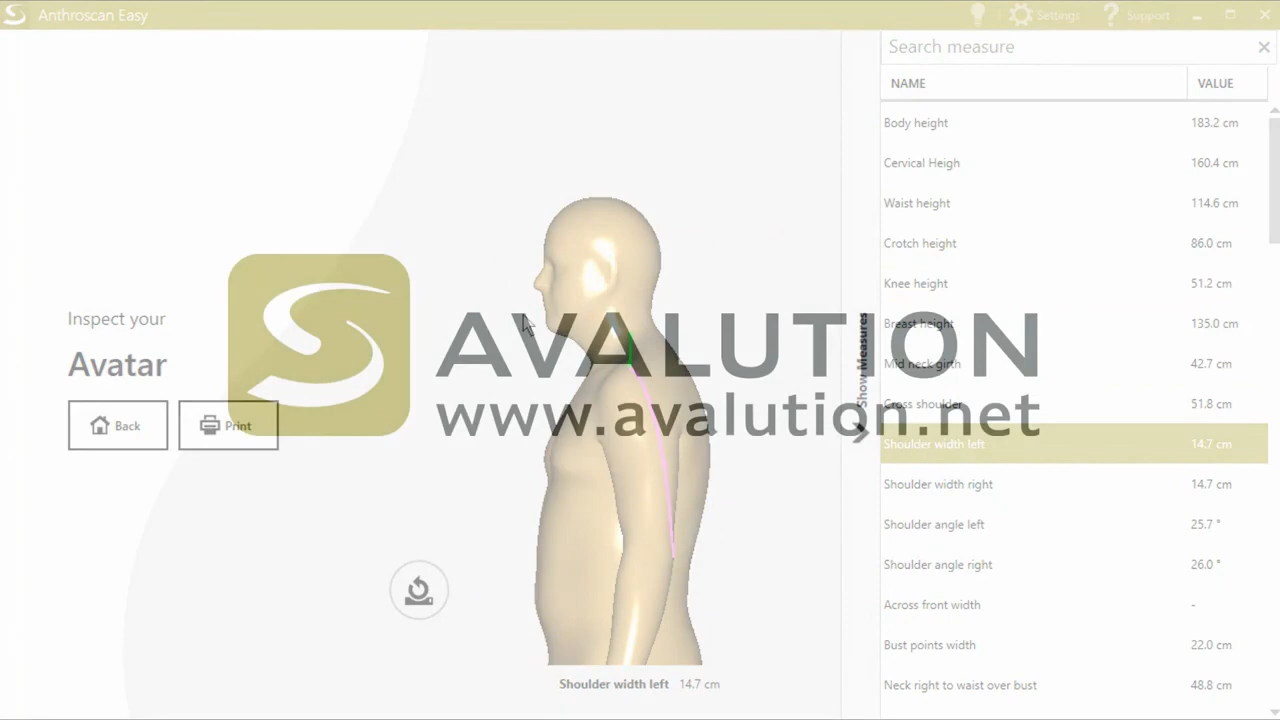 Anthroscan Easy
Settings
Support
Search measure
NAME VALUE
Body height 183.2 cm
Cervical Heigh 160.4 cm
Waist height 114.6 cm
Crotch height 86.0 cm
Knee height 51.2 cm
Breast height 135.0 cm
Mid neck girth 42.7 cm
Cross shoulder 51.8 cm
Shoulder width left 14.7 cm
Shoulder width right 14.7 cm
Shoulder angle left 25.7 °
Shoulder angle right 26.0 °
Across front width -
Bust points width 22.0 cm
Neck right to waist over bust 48.8 cm
Show Measures
Inspect your
Avatar
Back
Print
AVALUTION
www.avalution.net
Shoulder width left 14.7 cm